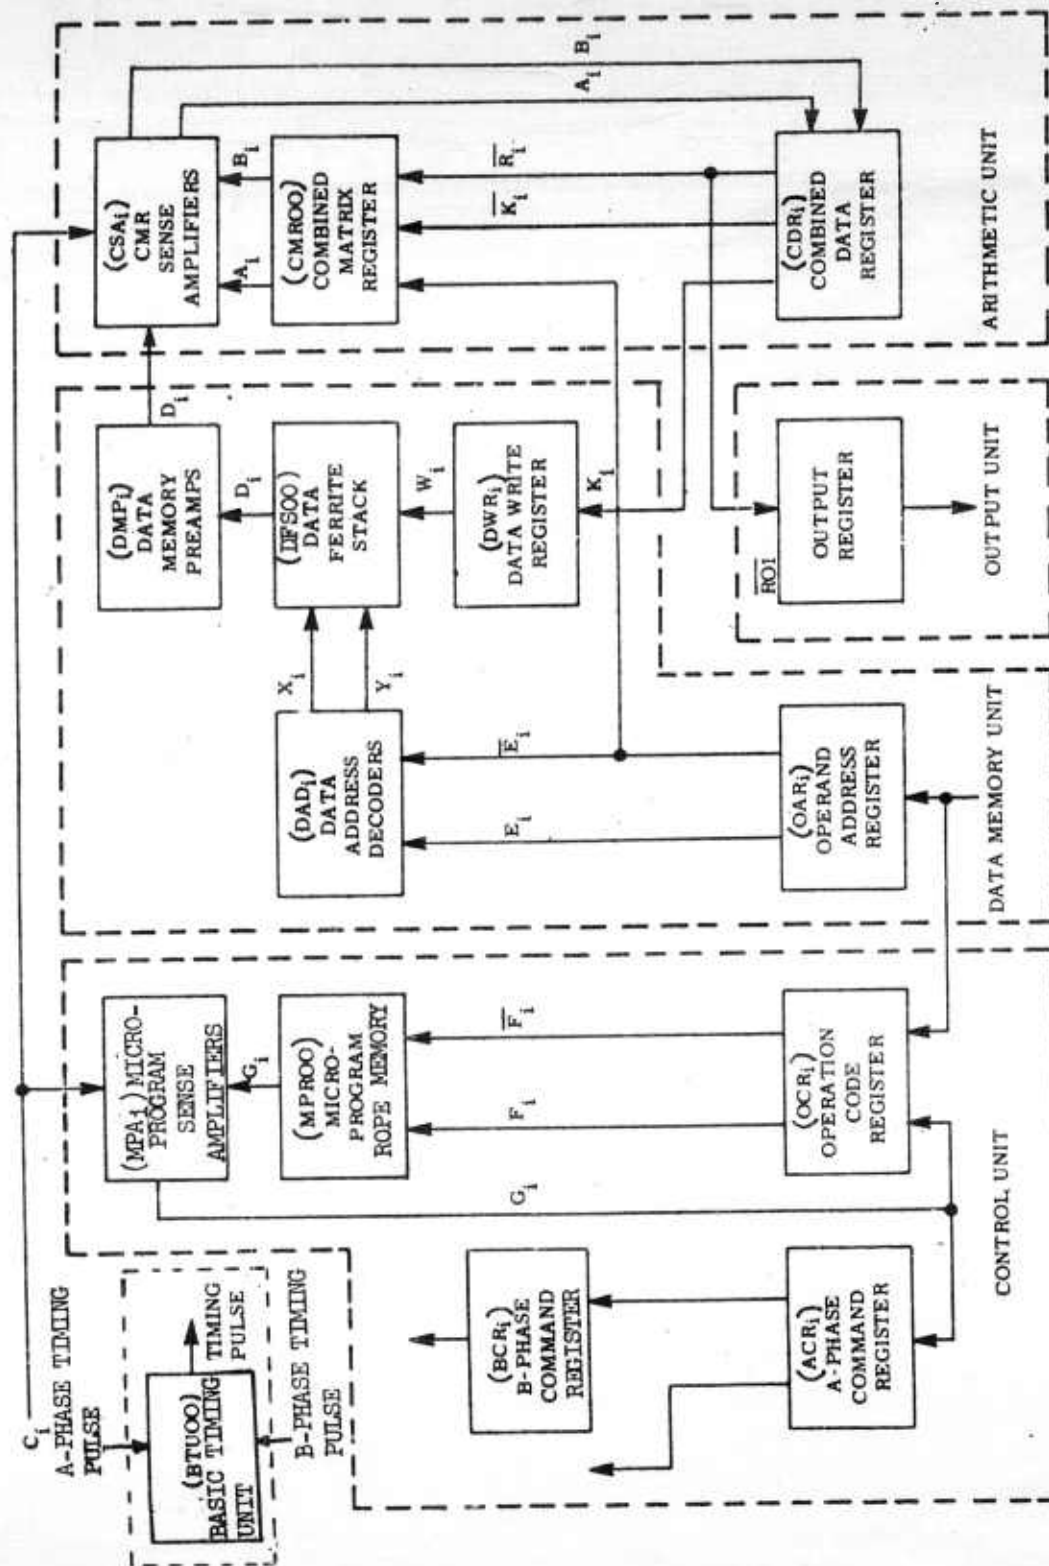 C̅i
A-PHASE TIMING
PULSE
(BTU00)
BASIC TIMING
UNIT
TIMING
PULSE
B-PHASE TIMING
PULSE
(MPAi) MICRO-
PROGRAM
SENSE
AMPLIFIERS
Gi
(MPROO)
MICRO-
PROGRAM
ROPE MEMORY
Fi
F̅i
Gi
(BCRi)
B-PHASE
COMMAND
REGISTER
(ACRi)
A-PHASE
COMMAND
REGISTER
(OCRi)
OPERATION
CODE
REGISTER
CONTROL UNIT
(DMPi)
DATA
MEMORY
PREAMPS
Di
Di
(DFSOO)
DATA
FERRITE
STACK
Wi
(DWRi)
DATA WRITE
REGISTER
Ki
Xi
Yi
(DADi)
DATA
ADDRESS
DECODERS
Ei
E̅i
(OARi)
OPERAND
ADDRESS
REGISTER
DATA MEMORY UNIT
R̅O̅I̅
OUTPUT
REGISTER
OUTPUT UNIT
(CSAi)
CMR
SENSE
AMPLIFIERS
Ai
Bi
(CMROO)
COMBINED
MATRIX
REGISTER
K̅i
R̅i
Ai Bi
(CDRi)
COMBINED
DATA
REGISTER
ARITHMETIC UNIT